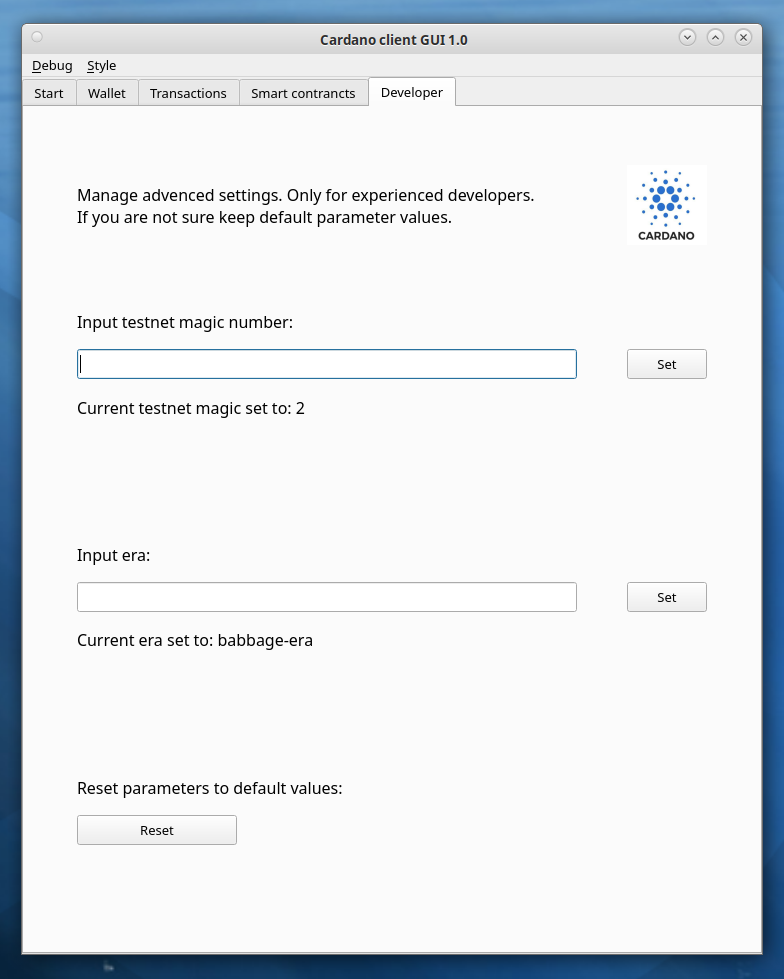 Cardano client GUI 1.0
Debug Style
Start Wallet Transactions Smart contrancts Developer
Manage advenced settings. Only for experienced developers.
If you are not sure keep default parameter values.
CARDANO
Input testnet magic number:
Set
Current testnet magic set to: 2
Input era:
Set
Current era set to: babbage-era
Reset parameters to default values:
Reset